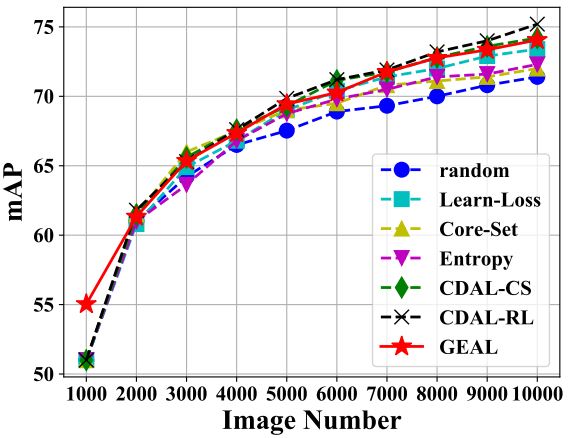 mAP
75
70
65
60
55
50
random
Learn-Loss
Core-Set
Entropy
CDAL-CS
CDAL-RL
GEAL
1000 2000 3000 4000 5000 6000 7000 8000 9000 10000
Image Number